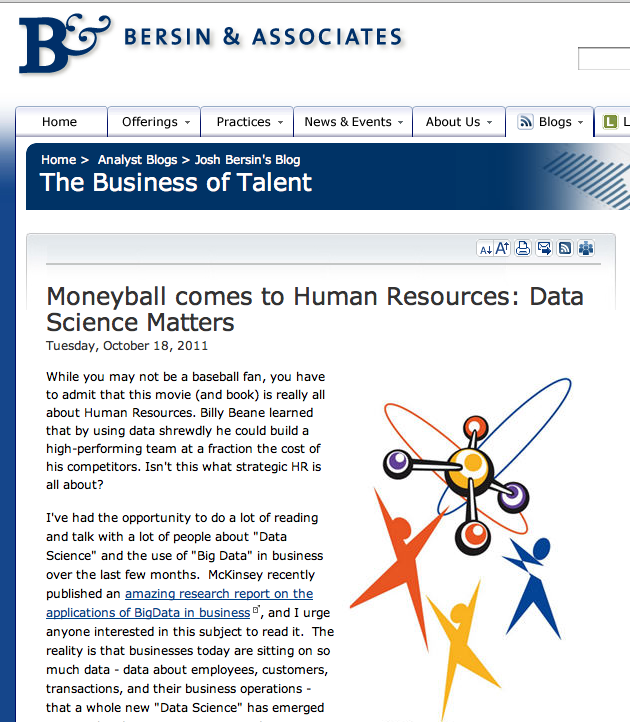 B& BERSIN & ASSOCIATES
Home Offerings Practices News & Events About Us Blogs L
Home > Analyst Blogs > Josh Bersin's Blog
The Business of Talent
A A
Moneyball comes to Human Resources: Data
Science Matters
Tuesday, October 18, 2011
While you may not be a baseball fan, you have
to admit that this movie (and book) is really all
about Human Resources. Billy Beane learned
that by using data shrewdly he could build a
high-performing team at a fraction the cost of
his competitors. Isn't this what strategic HR is
all about?
I've had the opportunity to do a lot of reading
and talk with a lot of people about "Data
Science" and the use of "Big Data" in business
over the last few months. McKinsey recently
published an amazing research report on the
applications of BigData in business, and I urge
anyone interested in this subject to read it. The
reality is that businesses today are sitting on so
much data - data about employees, customers,
transactions, and their business operations -
that a whole new "Data Science" has emerged